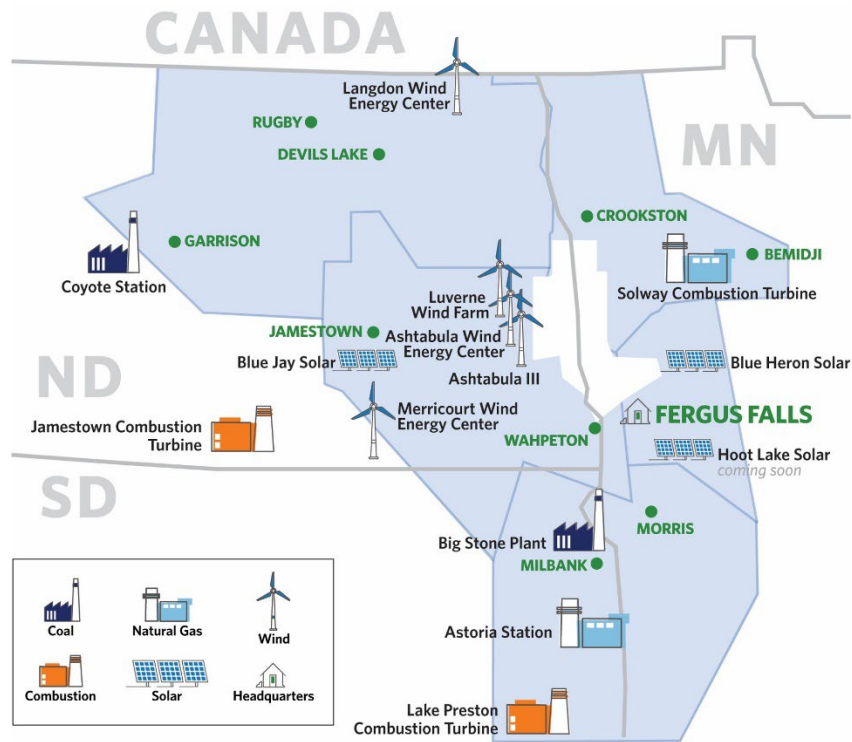 CANADA
Langdon Wind
Energy Center
RUGBY
DEVILS LAKE
MN
CROOKSTON
GARRISON
BEMIDJI
Coyote Station
Solway Combustion Turbine
Luverne
Wind Farm
JAMESTOWN
Ashtabula Wind
Energy Center
Blue Jay Solar
Blue Heron Solar
Ashtabula III
ND
Merricourt Wind
Energy Center
FERGUS FALLS
Jamestown Combustion
Turbine
WAHPETON
Hoot Lake Solar
coming soon
SD
MORRIS
Big Stone Plant
MILBANK
Astoria Station
Lake Preston
Combustion Turbine
Coal
Natural Gas
Wind
Combustion
Solar
Headquarters